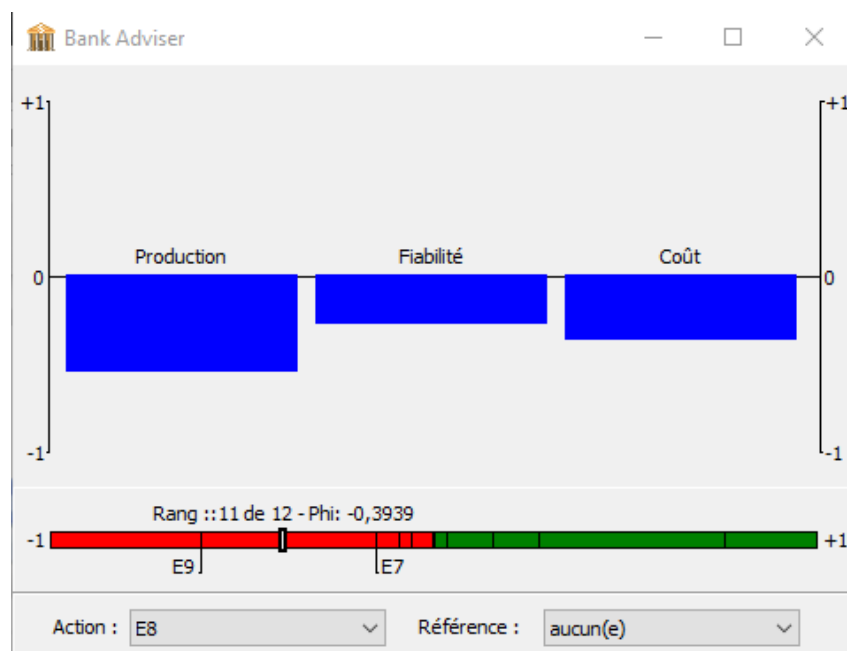 Bank Adviser
+1 +1
Production Fiabilité Coût
0 0
-1 -1
Rang ::11 de 12 - Phi: -0,3939
-1 +1
E9 E7
Action : E8 Référence : aucun(e)